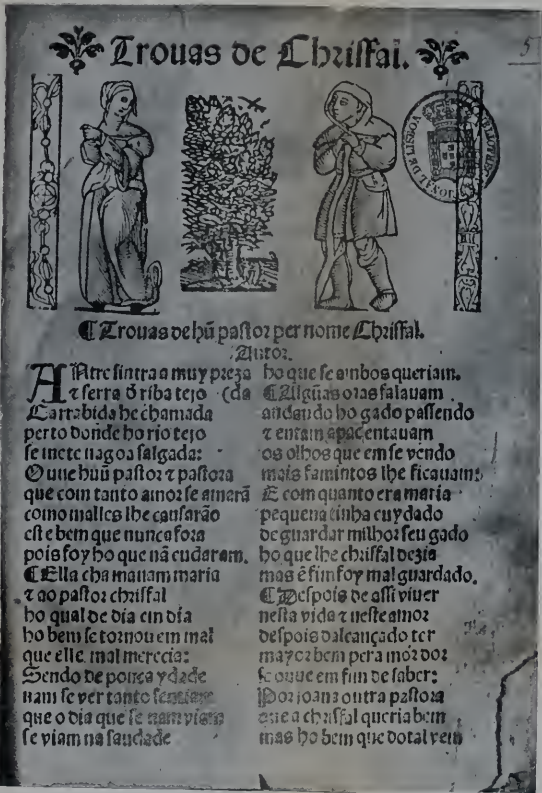 Trouas de Chrisfal.
5
NAL DE LISBOA
¶ Trouas de hũ pastor per nome Chrisfal.
Autor.
ANtre sintra a muy preza
⁊ serra õ riba tejo (da
Larrabida he chamada
perto donde ho rio tejo
se mete nagoa salgada:
Ouue huũ pastor ⁊ pastora
que com tanto amor se amarã
como malles lhe causarão
este bem que nunca fora
pois foy ho que nã cudaram.
¶ Ella chamauam maria
⁊ ao pastor chrisfal
ho qual de dia em dia
ho bem se tornou em mal
que elle mal merecia:
Sendo de pouca ydade
nam se ver tanto
que o dia que se nam viam
se viam na saudade
ho que se ambos queriam.
¶ Algũas oras falauam
andando ho gado passendo
⁊ entam apacentauam
os olhos que em se vendo
mais famintos lhe ficauam:
E com quanto era maria
pequena tinha cuydado
de guardar milhor seu gado
ho que lhe chrisfal dezia
mas ẽ fim foy mal guardado.
¶ Despois de assi viuer
nesta vida ⁊ neste amor
despois dalcançado ter
mayor bem pera mór dor
se ouue em fim de saber:
Por joana outra pastora
que a chrisfal queria bem
mas ho bem que dotal vem